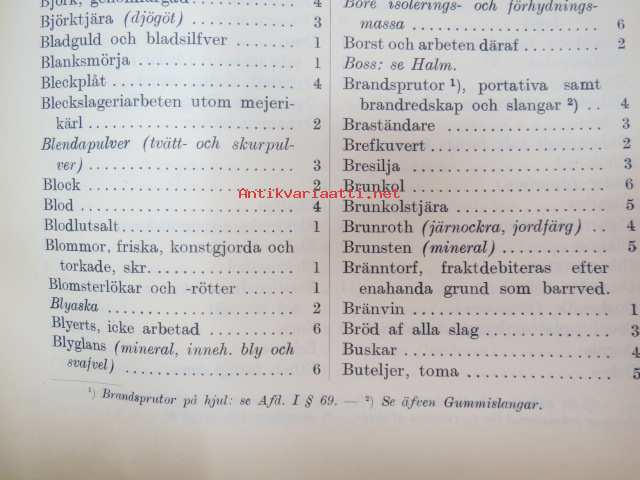 Björk, genomfärgad 4
Björktjära (djögöt) 3
Bladguld och bladsilfver 1
Blanksmörja 1
Bleckplåt 4
Bleckslageriarbeten utom mejeri-
kärl 2
Blendapulver (tvätt- och skurpul-
ver) 3
Block 2
Blod 4
Blodlutsalt 1
Blommor, friska, konstgjorda och
torkade, skr. 1
Blomsterlökar och -rötter 1
Blyaska 2
Blyerts, icke arbetad 6
Blyglans (mineral, inneh. bly och
svafvel) 6
Bore isolerings- och förhydnings-
massa 6
Borst och arbeten däraf 2
Boss: se Halm.
Brandsprutor ¹), portativa samt
brandredskap och slangar ²) 4
Braständare 3
Brefkuvert 2
Bresilja 3
Brunkol 6
Brunkolstjära 5
Brunroth (järnockra, jordfärg) 4
Brunsten (mineral) 5
Bränntorf, fraktdebiteras efter
enahanda grund som barrved.
Bränvin 1
Bröd af alla slag 3
Buskar 4
Buteljer, toma 5
¹) Brandsprutor på hjul: se Afd. I § 69. — ²) Se äfven Gummislangar.
Antikvariaatti.net